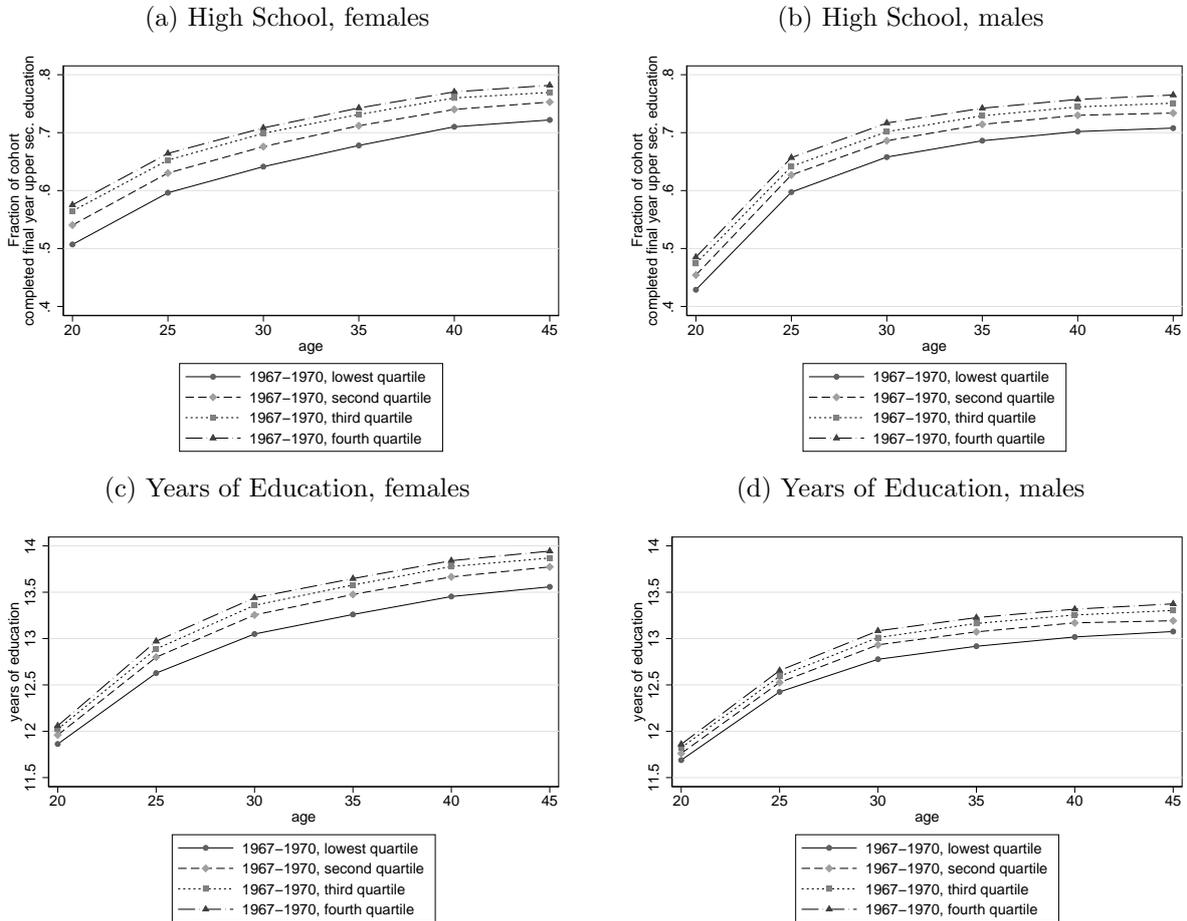 (a) High School, females
Fraction of cohort
completed final year upper sec. education
.8
.7
.6
.5
.4
20 25 30 35 40 45
age
1967−1970, lowest quartile
1967−1970, second quartile
1967−1970, third quartile
1967−1970, fourth quartile
(b) High School, males
Fraction of cohort
completed final year upper sec. education
.8
.7
.6
.5
.4
20 25 30 35 40 45
age
1967−1970, lowest quartile
1967−1970, second quartile
1967−1970, third quartile
1967−1970, fourth quartile
(c) Years of Education, females
years of education
14
13.5
13
12.5
12
11.5
20 25 30 35 40 45
age
1967−1970, lowest quartile
1967−1970, second quartile
1967−1970, third quartile
1967−1970, fourth quartile
(d) Years of Education, males
years of education
14
13.5
13
12.5
12
11.5
20 25 30 35 40 45
age
1967−1970, lowest quartile
1967−1970, second quartile
1967−1970, third quartile
1967−1970, fourth quartile